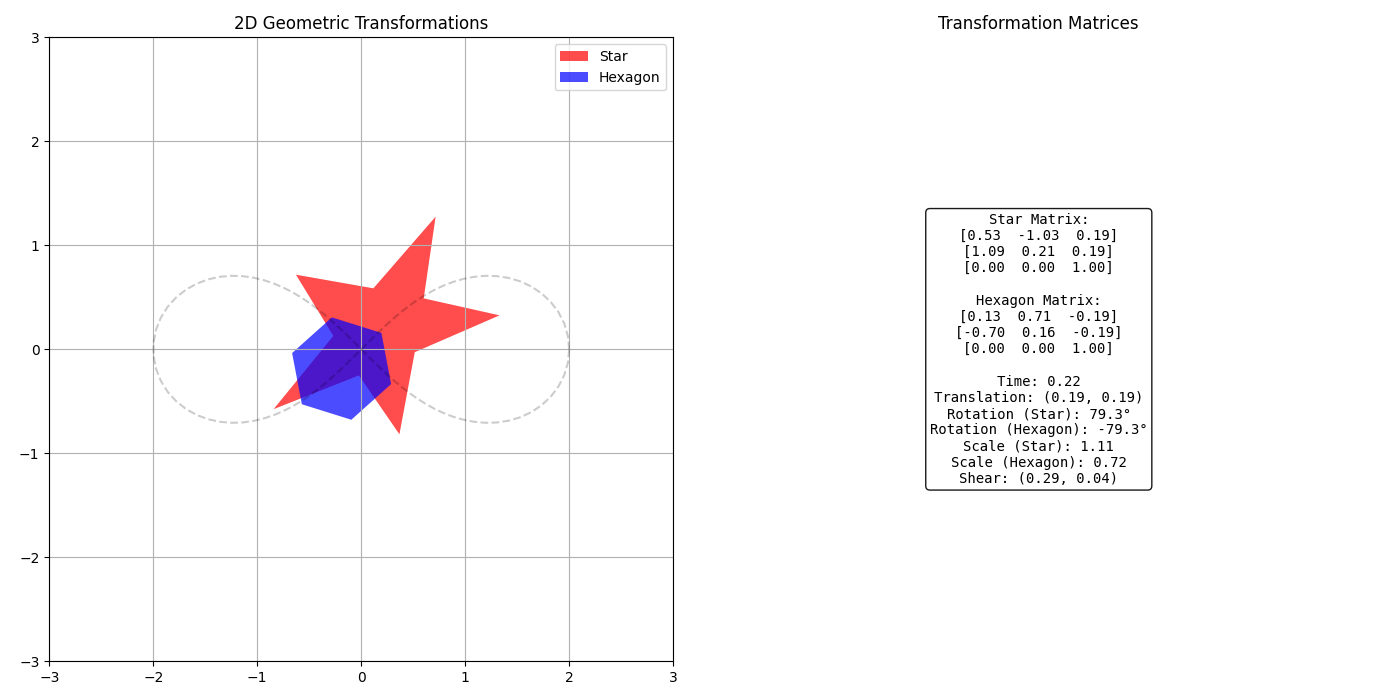 2D Geometric Transformations
Transformation Matrices
3
2
1
0
−1
−2
−3
−3
−2
−1
0
1
2
3
Star
Hexagon
Star Matrix:
[0.53  -1.03  0.19]
[1.09  0.21  0.19]
[0.00  0.00  1.00]
Hexagon Matrix:
[0.13  0.71  -0.19]
[-0.70  0.16  -0.19]
[0.00  0.00  1.00]
Time: 0.22
Translation: (0.19, 0.19)
Rotation (Star): 79.3°
Rotation (Hexagon): -79.3°
Scale (Star): 1.11
Scale (Hexagon): 0.72
Shear: (0.29, 0.04)